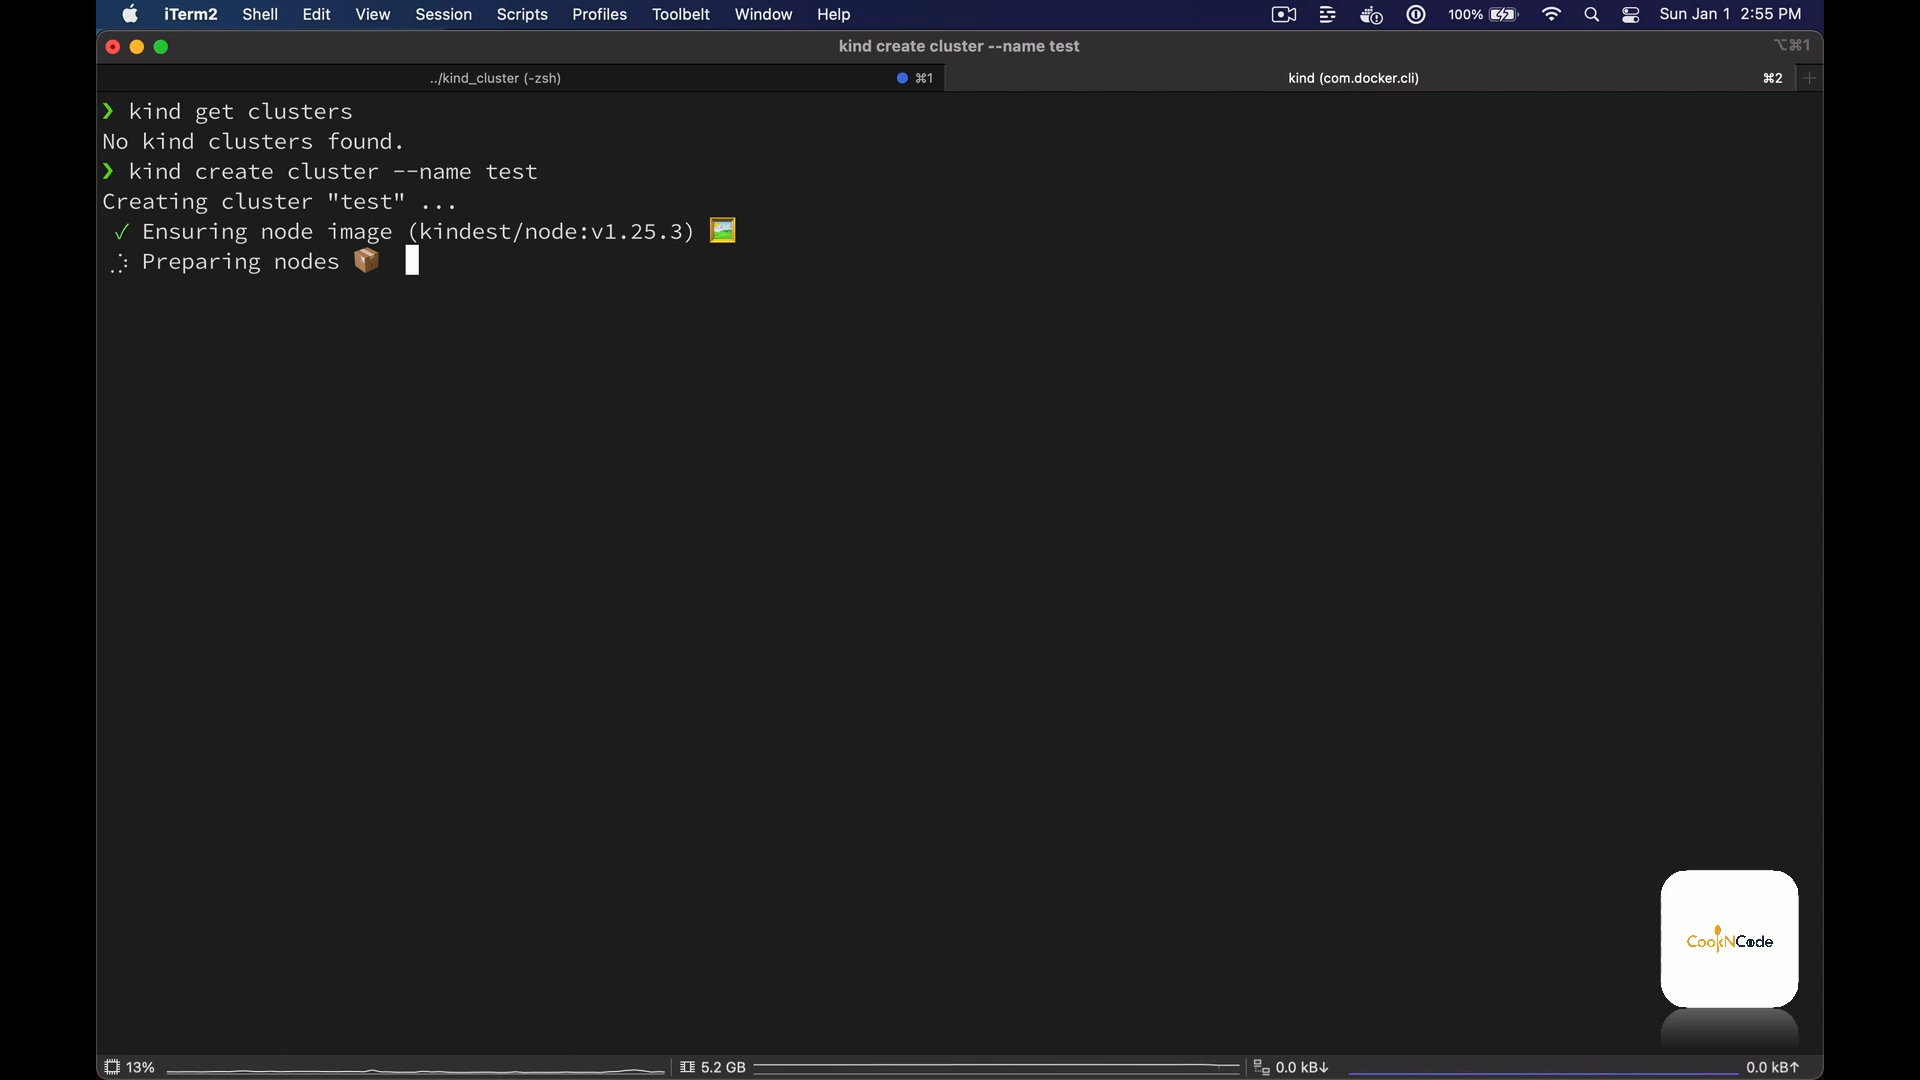 iTerm2 Shell Edit View Session Scripts Profiles Toolbelt Window Help 100% Sun Jan 1 2:55 PM
kind create cluster --name test ⌥⌘1
../kind_cluster (-zsh) ⌘1 kind (com.docker.cli) ⌘2
❯ kind get clusters
No kind clusters found.
❯ kind create cluster --name test
Creating cluster "test" ...
✓ Ensuring node image (kindest/node:v1.25.3) 🖼
Preparing nodes 📦
CookNCode
13% 5.2 GB 0.0 kB↓ 0.0 kB↑